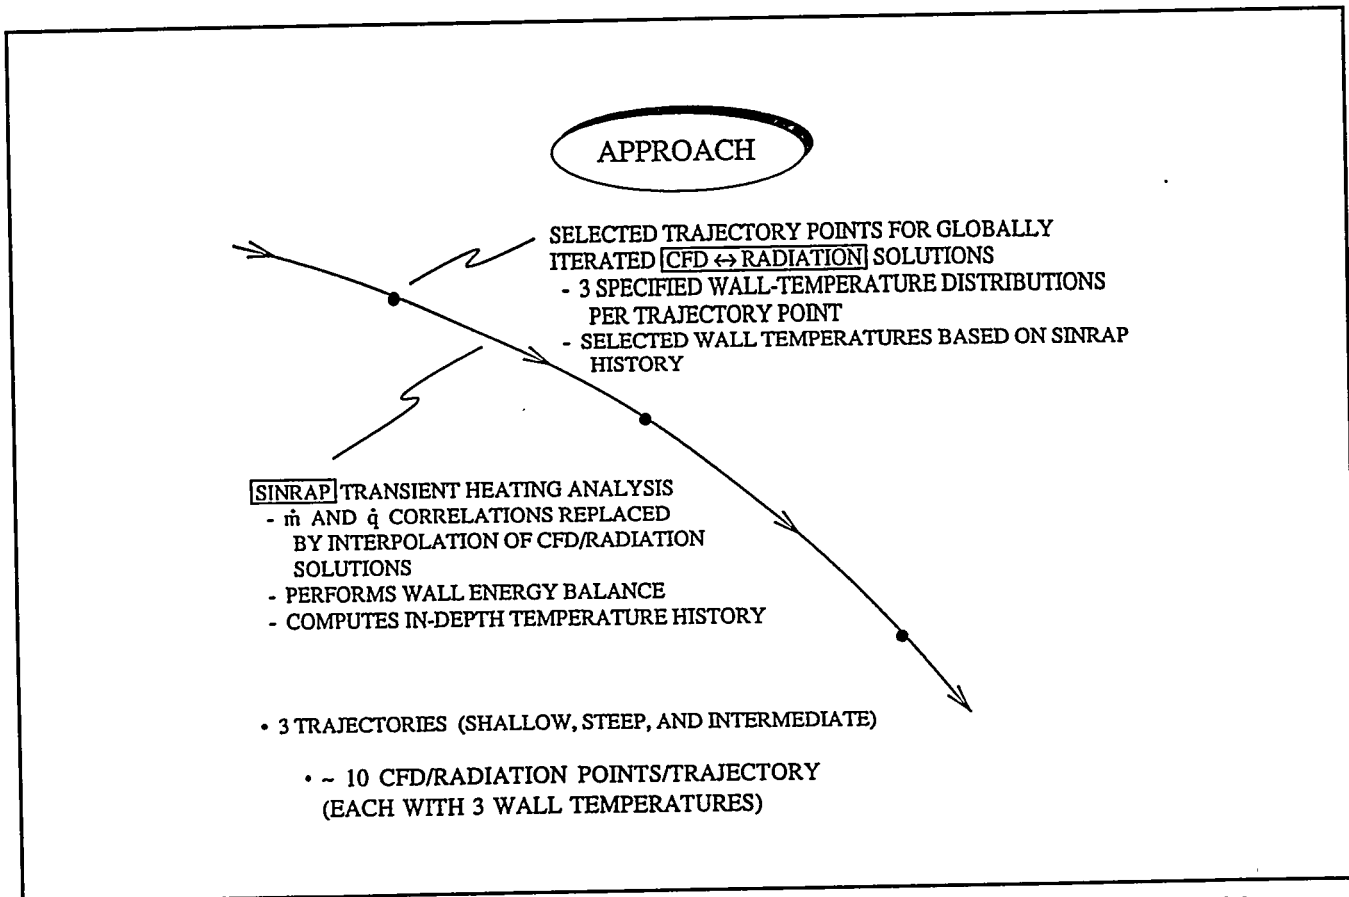 APPROACH
SELECTED TRAJECTORY POINTS FOR GLOBALLY
ITERATED CFD ↔ RADIATION SOLUTIONS
- 3 SPECIFIED WALL-TEMPERATURE DISTRIBUTIONS
PER TRAJECTORY POINT
- SELECTED WALL TEMPERATURES BASED ON SINRAP
HISTORY
SINRAP TRANSIENT HEATING ANALYSIS
- ṁ AND q̇ CORRELATIONS REPLACED
BY INTERPOLATION OF CFD/RADIATION
SOLUTIONS
- PERFORMS WALL ENERGY BALANCE
- COMPUTES IN-DEPTH TEMPERATURE HISTORY
• 3 TRAJECTORIES (SHALLOW, STEEP, AND INTERMEDIATE)
• ~ 10 CFD/RADIATION POINTS/TRAJECTORY
(EACH WITH 3 WALL TEMPERATURES)